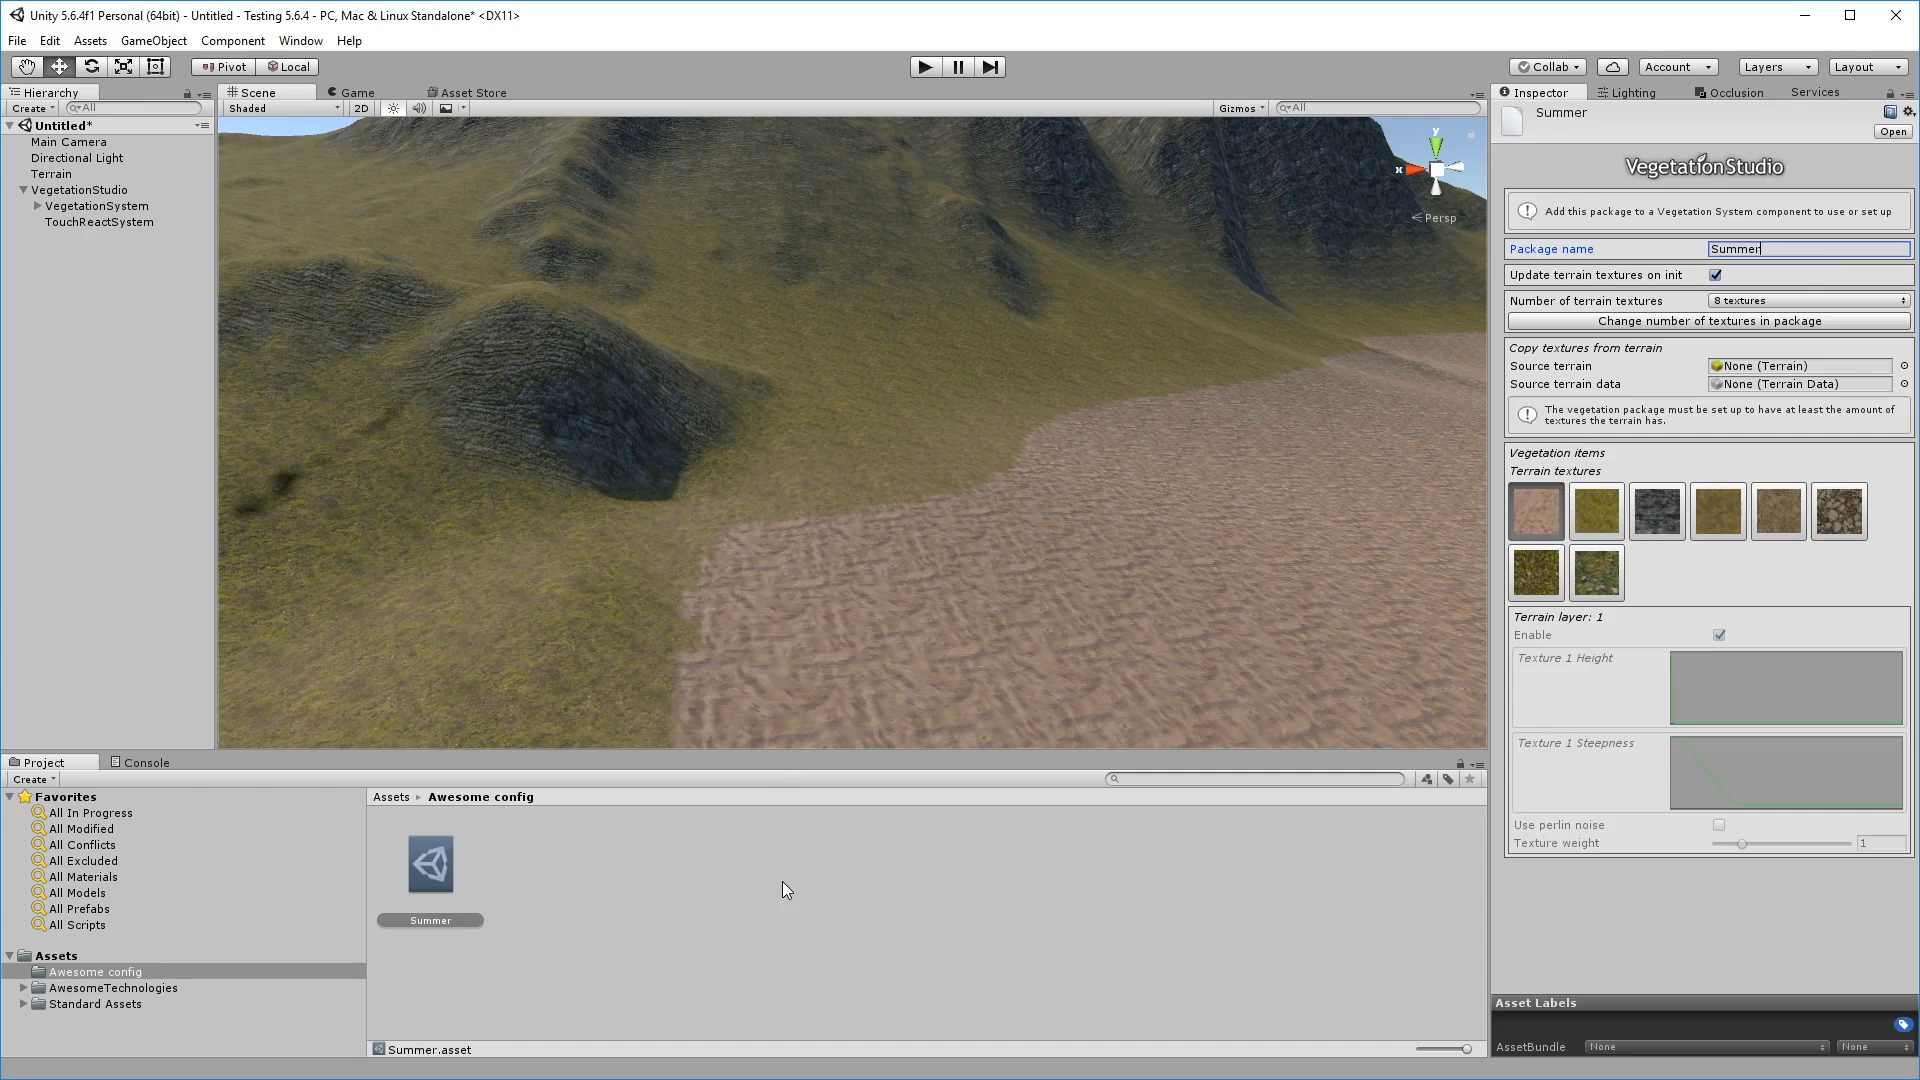 Unity 5.6.4f1 Personal (64bit) - Untitled - Testing 5.6.4 - PC, Mac & Linux Standalone* <DX11>
File Edit Assets GameObject Component Window Help
Pivot Local Collab Account Layers Layout
Hierarchy
Create All
Untitled*
Main Camera
Directional Light
Terrain
VegetationStudio
VegetationSystem
TouchReactSystem
Scene Game Asset Store
Shaded 2D Gizmos All
y
x
Persp
Inspector Lighting Occlusion Services
Summer
Open
VegetationStudio
Add this package to a Vegetation System component to use or set up
Package name Summer
Update terrain textures on init
Number of terrain textures 8 textures
Change number of textures in package
Copy textures from terrain
Source terrain None (Terrain)
Source terrain data None (Terrain Data)
The vegetation package must be set up to have at least the amount of
textures the terrain has.
Vegetation items
Terrain textures
Terrain layer: 1
Enable
Texture 1 Height
Texture 1 Steepness
Use perlin noise
Texture weight 1
Asset Labels
AssetBundle None None
Project Console
Create
Favorites
All In Progress
All Modified
All Conflicts
All Excluded
All Materials
All Models
All Prefabs
All Scripts
Assets
Awesome config
AwesomeTechnologies
Standard Assets
Assets Awesome config
Summer
Summer.asset